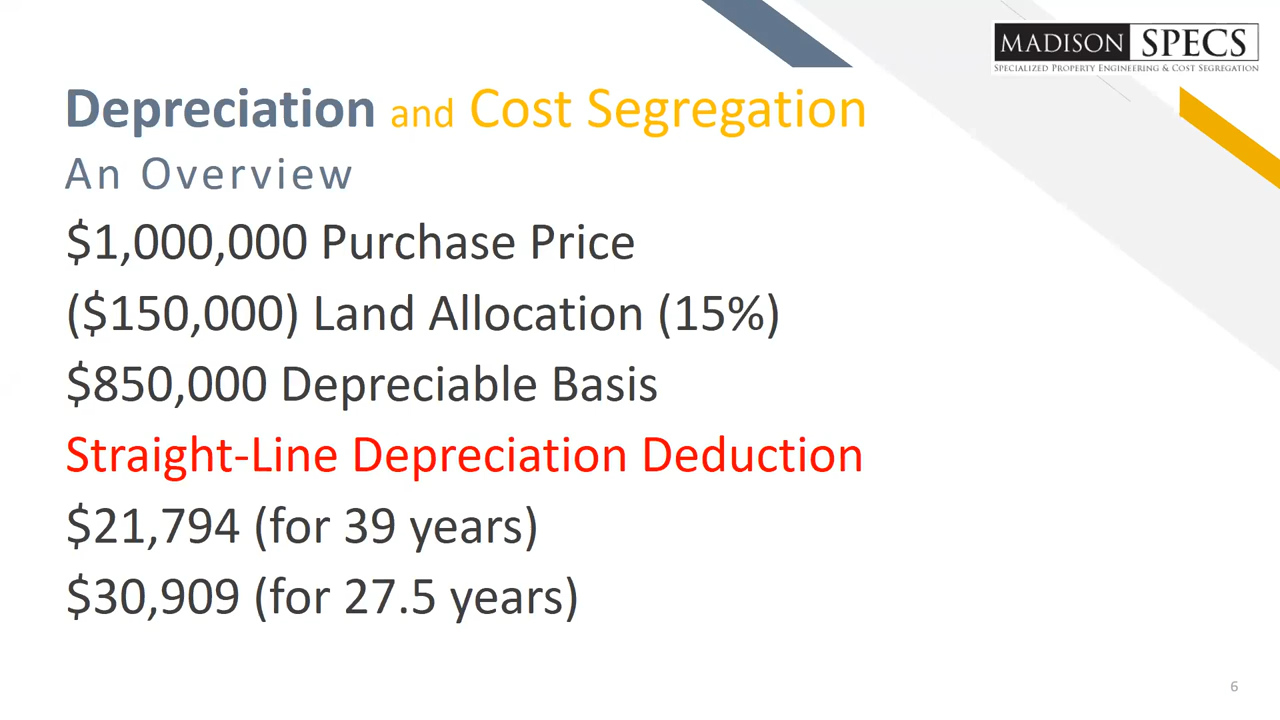 MADISON SPECS
SPECIALIZED PROPERTY ENGINEERING & COST SEGREGATION
Depreciation and Cost Segregation
An Overview
$1,000,000 Purchase Price
($150,000) Land Allocation (15%)
$850,000 Depreciable Basis
Straight-Line Depreciation Deduction
$21,794 (for 39 years)
$30,909 (for 27.5 years)
6